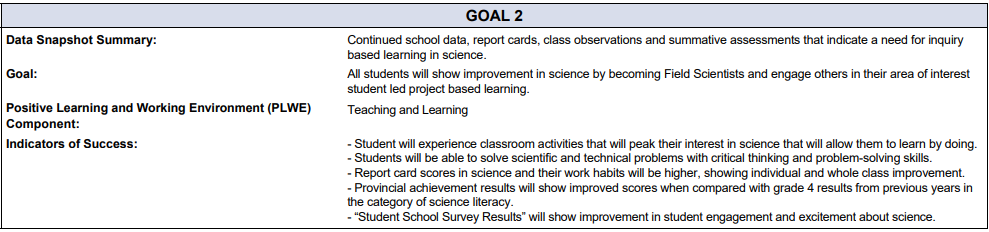 GOAL 2
Data Snapshot Summary:
Continued school data, report cards, class observations and summative assessments that indicate a need for inquiry
based learning in science.
Goal:
All students will show improvement in science by becoming Field Scientists and engage others in their area of interest
student led project based learning.
Positive Learning and Working Environment (PLWE)
Component:
Teaching and Learning
Indicators of Success:
- Student will experience classroom activities that will peak their interest in science that will allow them to learn by doing.
- Students will be able to solve scientific and technical problems with critical thinking and problem-solving skills.
- Report card scores in science and their work habits will be higher, showing individual and whole class improvement.
- Provincial achievement results will show improved scores when compared with grade 4 results from previous years in
the category of science literacy.
- “Student School Survey Results” will show improvement in student engagement and excitement about science.